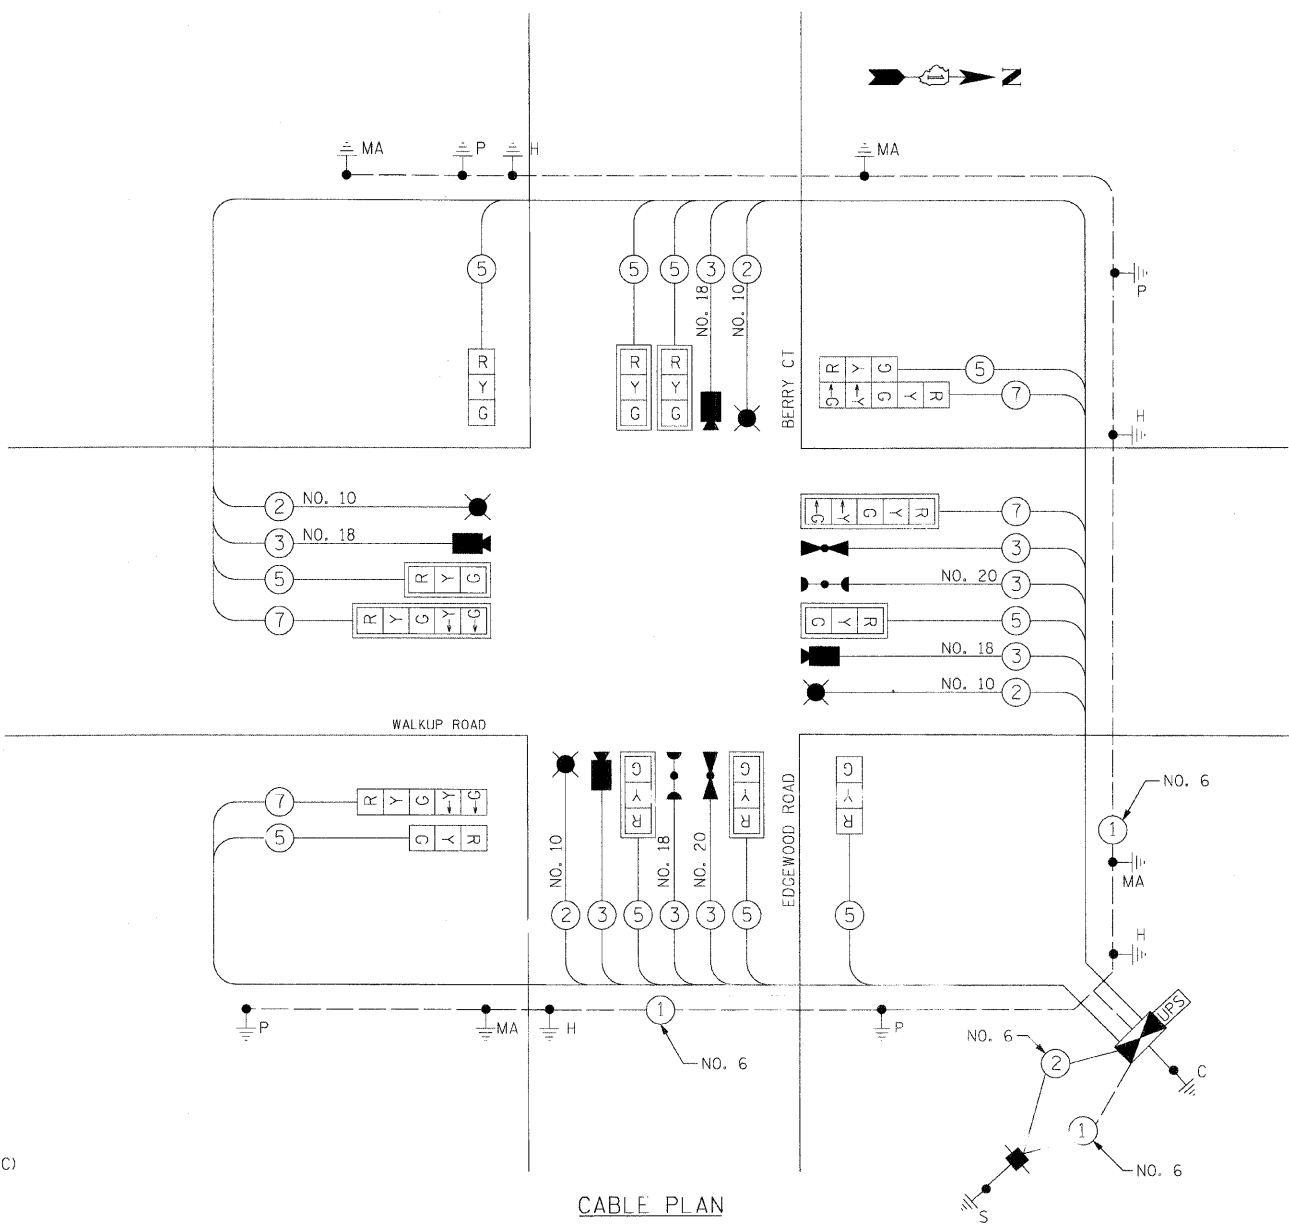 N
MA
P
H
MA
P
5
5
5
3
2
NO. 18
NO. 10
R
Y
G
R
Y
G
R
Y
G
BERRY CT
R Y G
5
G Y G Y R
7
H
2 NO. 10
3 NO. 18
5 R Y G
7 R Y G Y G
G Y G Y R 7
3
NO. 20 3
G Y R 5
NO. 18 3
NO. 10 2
WALKUP ROAD
7 R Y G Y G
5 G Y R
G
Y
R
G
Y
R
G
Y
R
NO. 10
NO. 18
NO. 20
EDGEWOOD ROAD
2
3
5
3
3
5
5
NO. 6
1
MA
H
P
MA
H
1
NO. 6
P
UPS
NO. 6
2
C
1
NO. 6
S
C)
CABLE PLAN